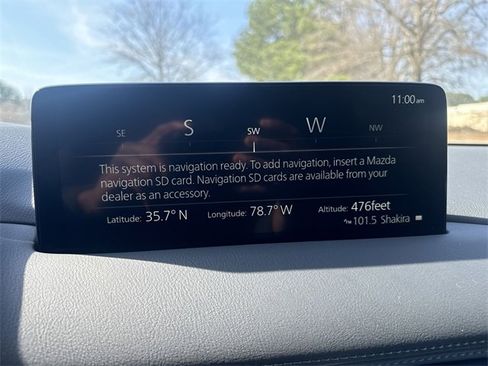 11:00am
SE S SW W NW
This system is navigation ready. To add navigation, insert a Mazda
navigation SD card. Navigation SD cards are available from your
dealer as an accessory.
Latitude: 35.7° N Longitude: 78.7° W Altitude: 476feet
101.5 Shakira